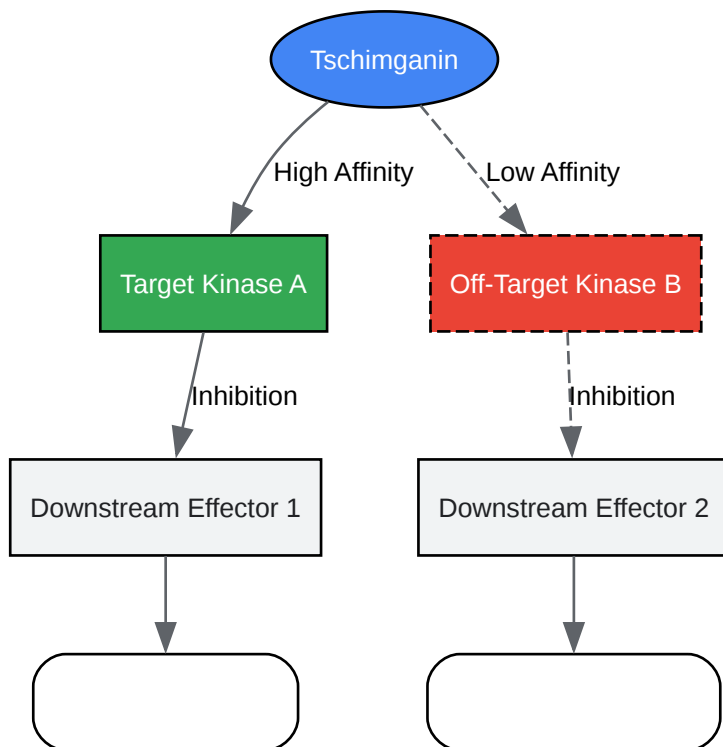 Tschimganin
High Affinity
Low Affinity
Target Kinase A
Off-Target Kinase B
Inhibition
Inhibition
Downstream Effector 1
Downstream Effector 2